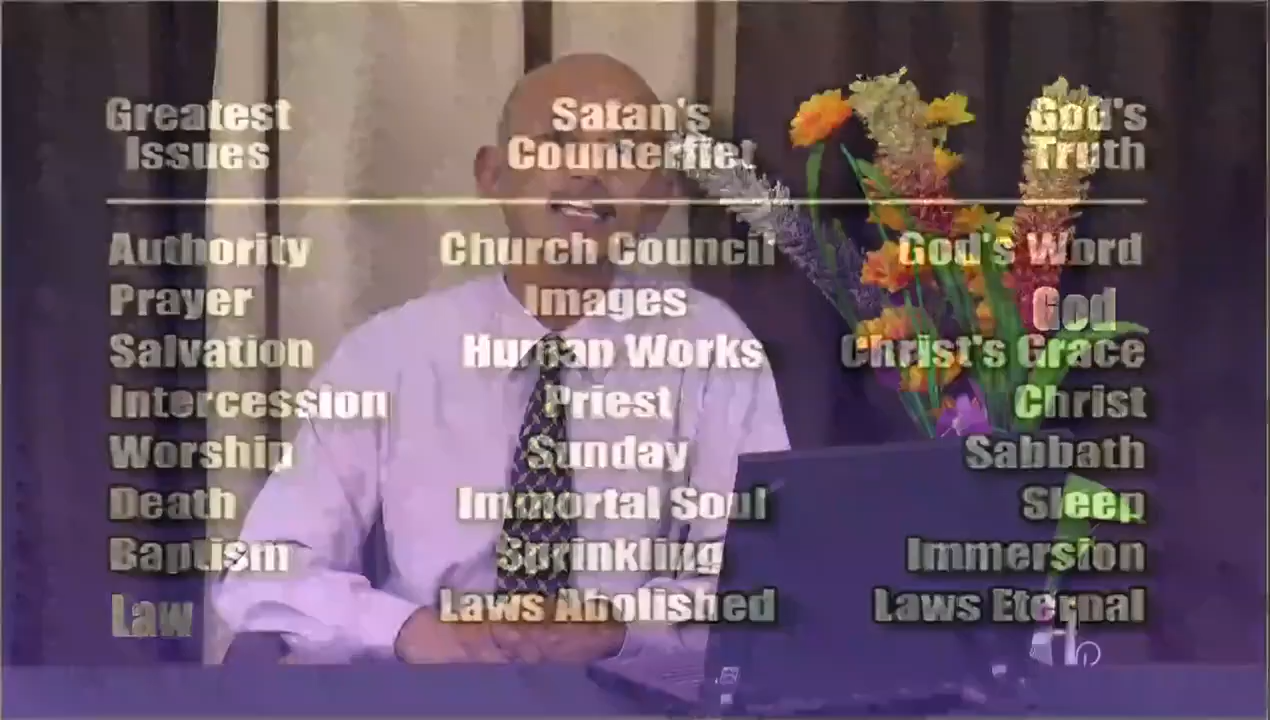 Greatest Issues Satan's Counterfiet God's Truth
Authority Church Council God's Word
Prayer Images God
Salvation Human Works Christ's Grace
Intercession Priest Christ
Worship Sunday Sabbath
Death Immortal Soul Sleep
Baptism Sprinkling Immersion
Law Laws Abolished Laws Eternal